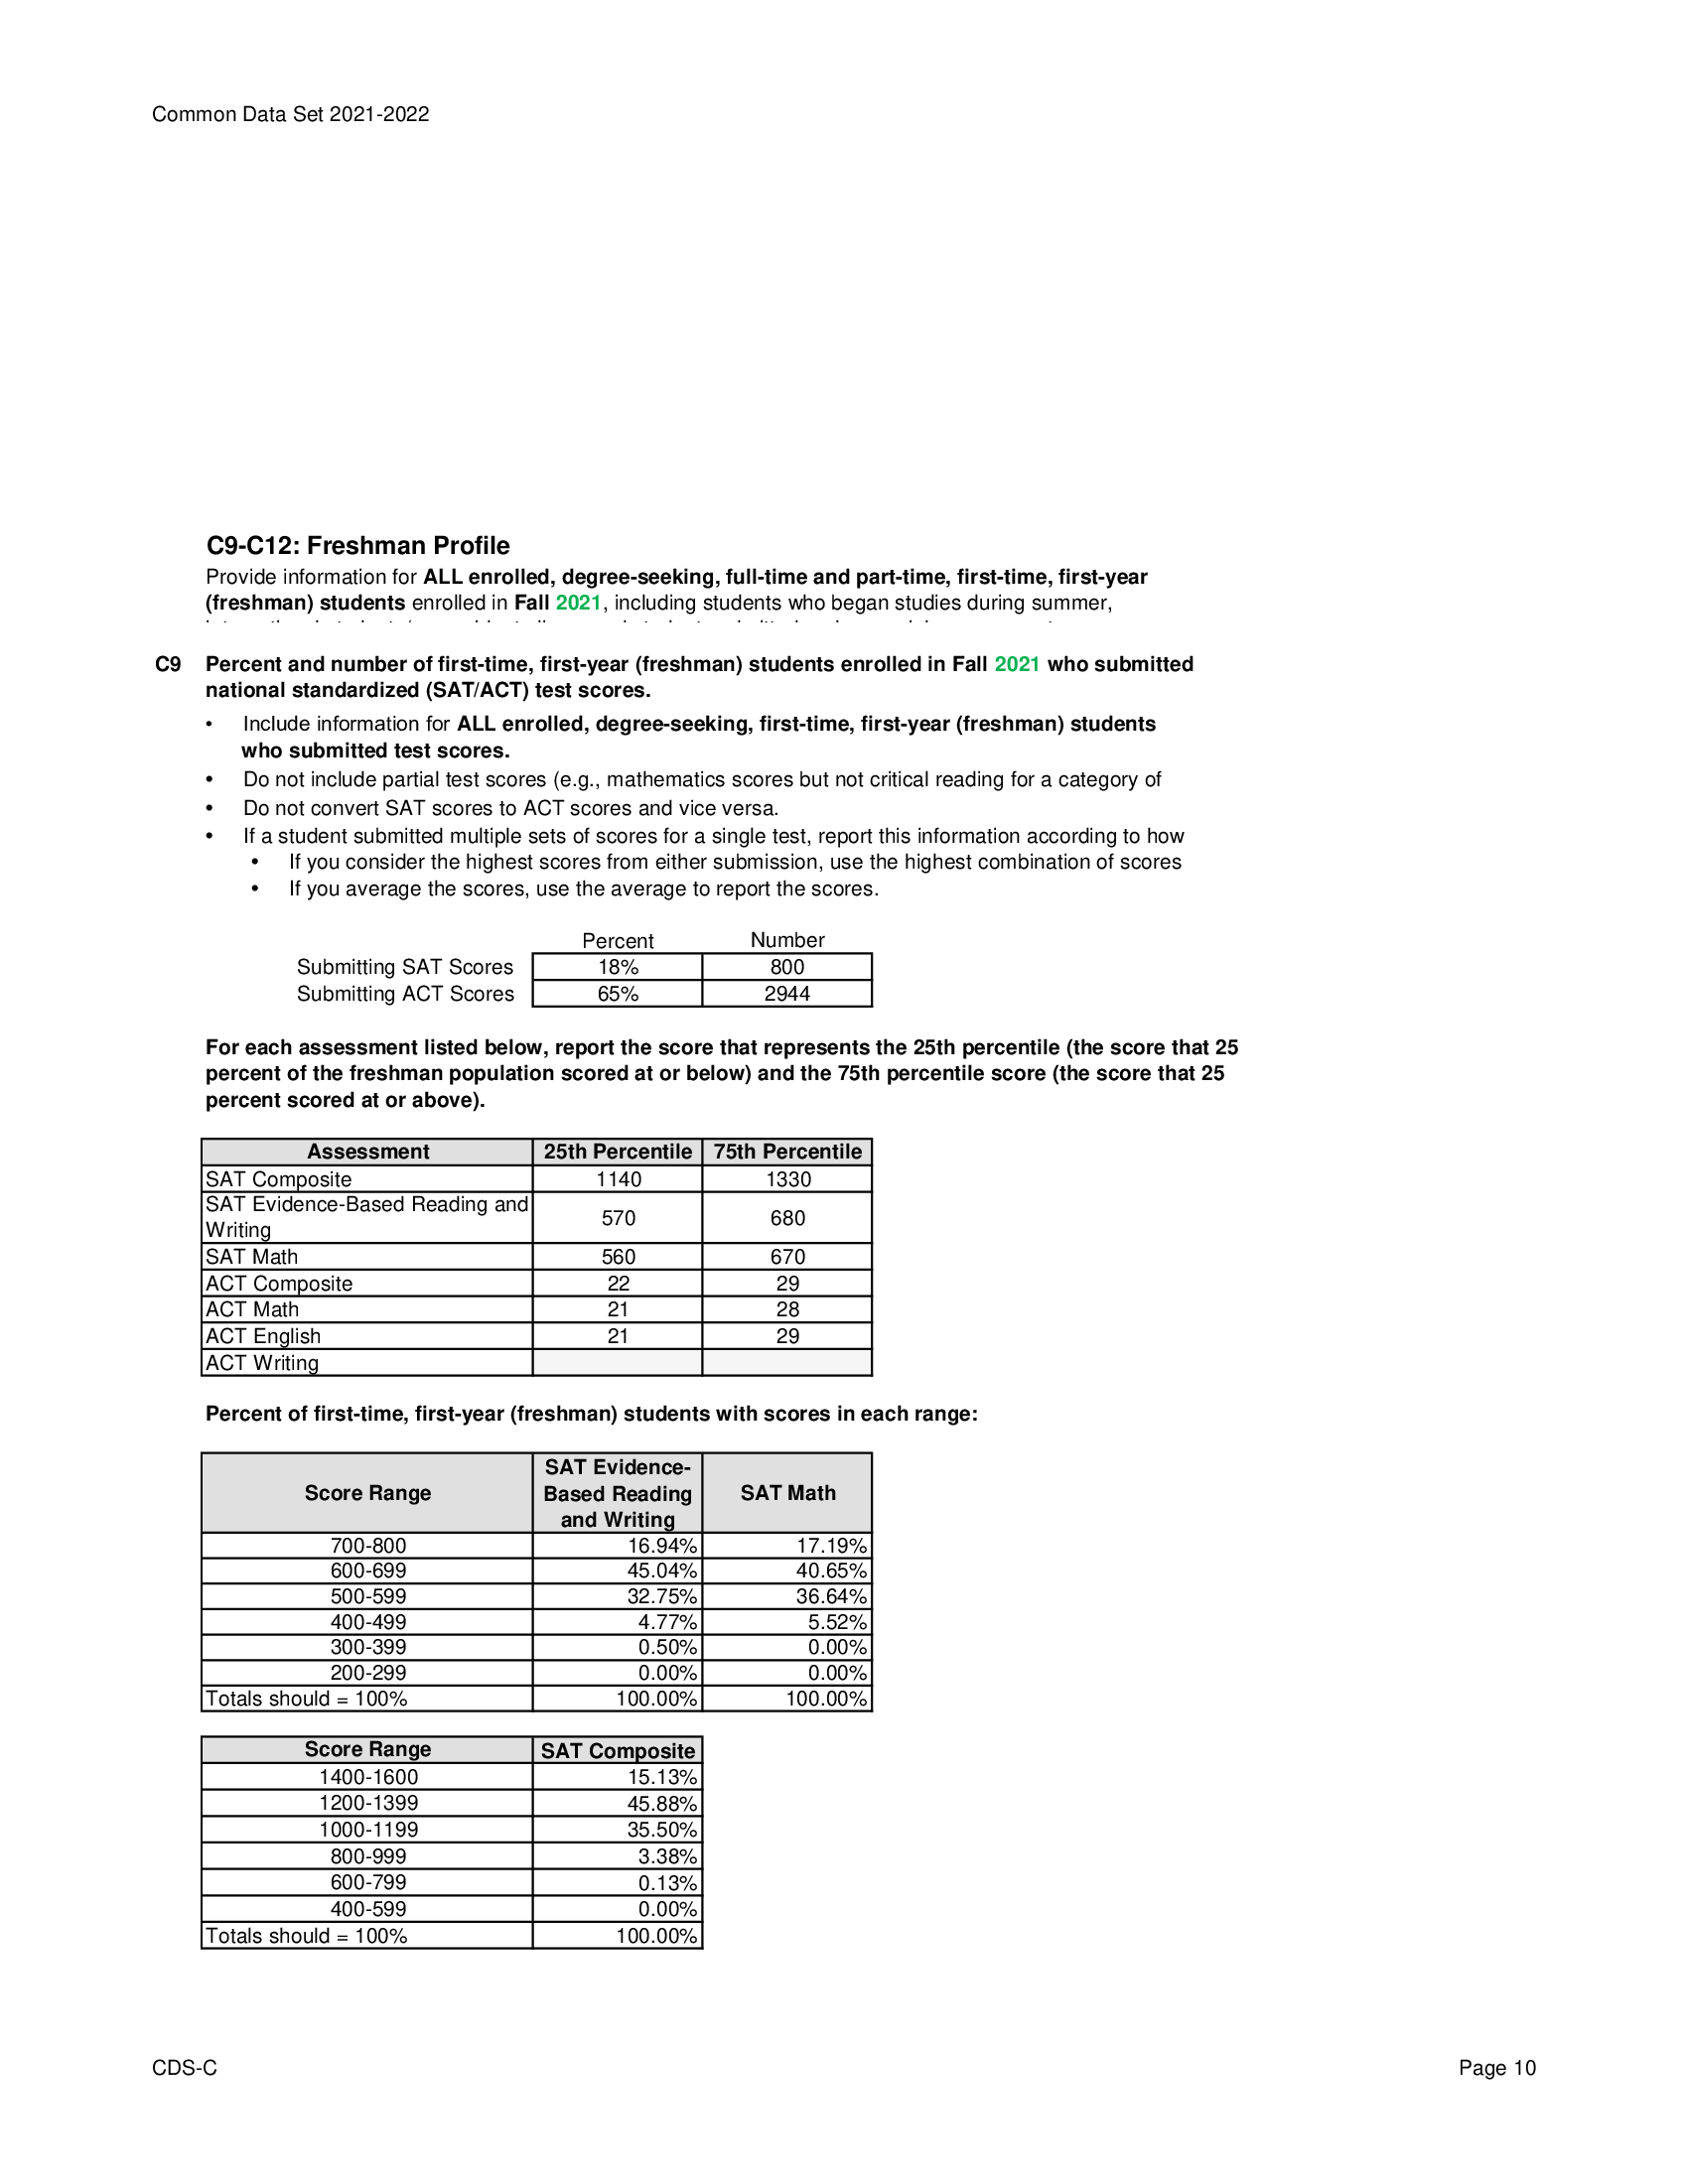 Common Data Set 2021-2022
C9-C12: Freshman Profile
Provide information for ALL enrolled, degree-seeking, full-time and part-time, first-time, first-year
(freshman) students enrolled in Fall 2021, including students who began studies during summer,
C9 Percent and number of first-time, first-year (freshman) students enrolled in Fall 2021 who submitted
national standardized (SAT/ACT) test scores.
• Include information for ALL enrolled, degree-seeking, first-time, first-year (freshman) students
who submitted test scores.
• Do not include partial test scores (e.g., mathematics scores but not critical reading for a category of
• Do not convert SAT scores to ACT scores and vice versa.
• If a student submitted multiple sets of scores for a single test, report this information according to how
• If you consider the highest scores from either submission, use the highest combination of scores
• If you average the scores, use the average to report the scores.
Percent Number
Submitting SAT Scores 18% 800
Submitting ACT Scores 65% 2944
For each assessment listed below, report the score that represents the 25th percentile (the score that 25
percent of the freshman population scored at or below) and the 75th percentile score (the score that 25
percent scored at or above).
Assessment 25th Percentile 75th Percentile
SAT Composite 1140 1330
SAT Evidence-Based Reading and
Writing 570 680
SAT Math 560 670
ACT Composite 22 29
ACT Math 21 28
ACT English 21 29
ACT Writing
Percent of first-time, first-year (freshman) students with scores in each range:
Score Range SAT Evidence-
Based Reading
and Writing SAT Math
700-800 16.94% 17.19%
600-699 45.04% 40.65%
500-599 32.75% 36.64%
400-499 4.77% 5.52%
300-399 0.50% 0.00%
200-299 0.00% 0.00%
Totals should = 100% 100.00% 100.00%
Score Range SAT Composite
1400-1600 15.13%
1200-1399 45.88%
1000-1199 35.50%
800-999 3.38%
600-799 0.13%
400-599 0.00%
Totals should = 100% 100.00%
CDS-C Page 10